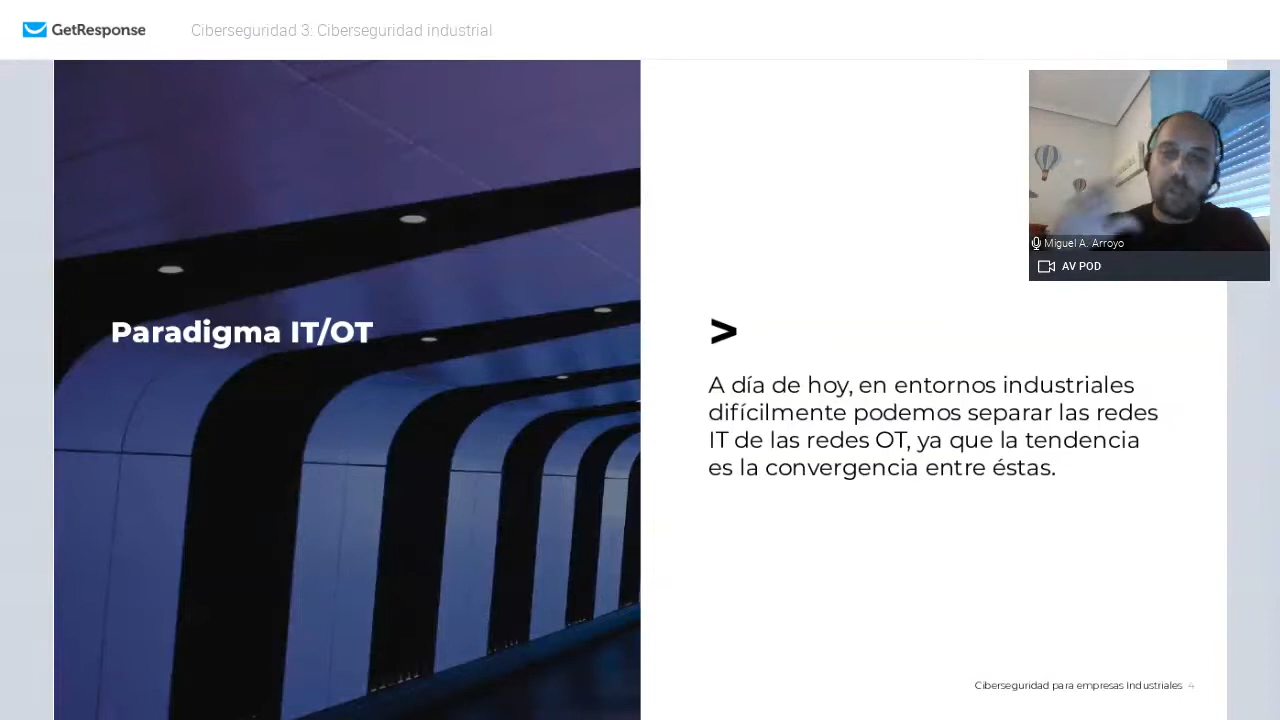 GetResponse
Ciberseguridad 3: Ciberseguridad industrial
Miguel A. Arroyo
AV POD
Paradigma IT/OT
>
A día de hoy, en entornos industriales
difícilmente podemos separar las redes
IT de las redes OT, ya que la tendencia
es la convergencia entre éstas.
Ciberseguridad para empresas Industriales 4